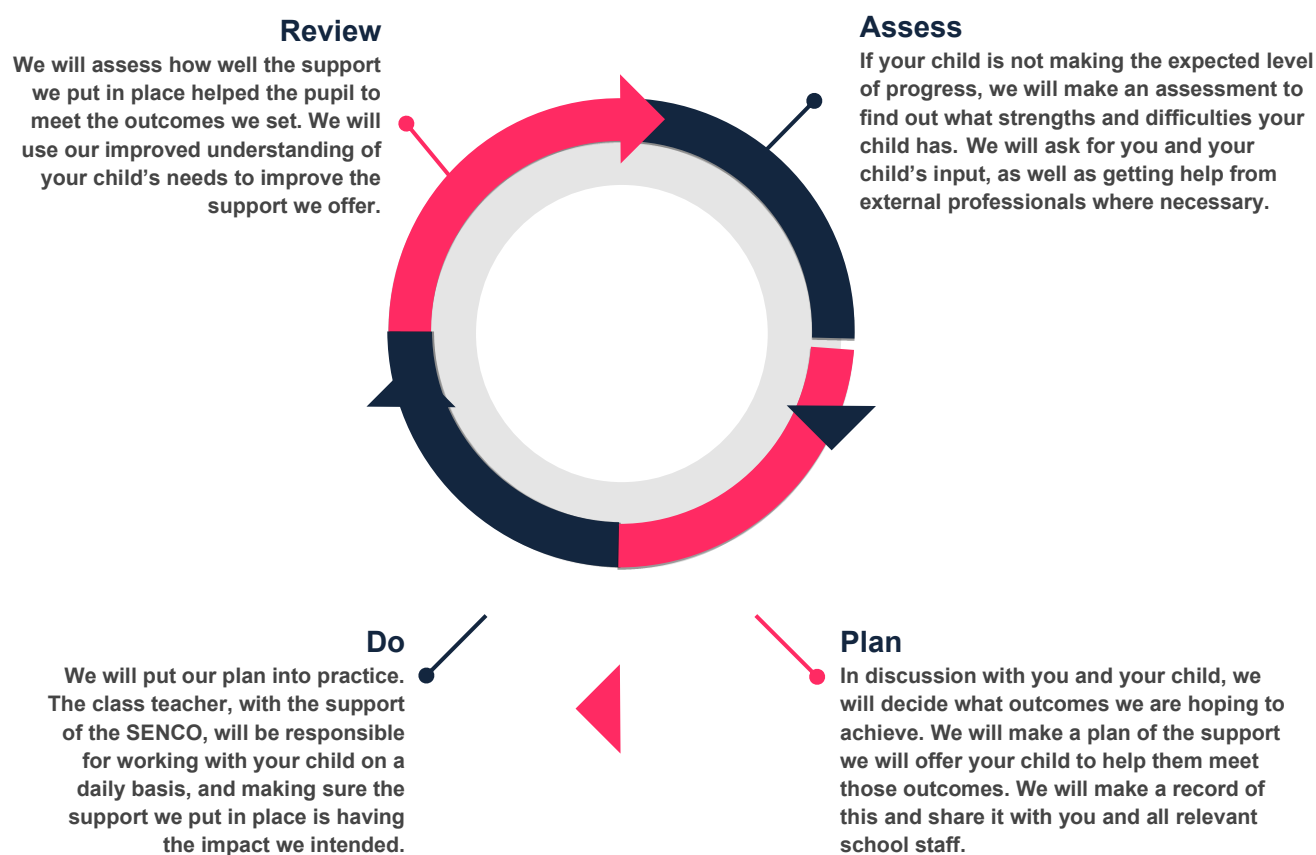 Review
We will assess how well the support
we put in place helped the pupil to
meet the outcomes we set. We will
use our improved understanding of
your child’s needs to improve the
support we offer.
Assess
If your child is not making the expected level
of progress, we will make an assessment to
find out what strengths and difficulties your
child has. We will ask for you and your
child’s input, as well as getting help from
external professionals where necessary.
Do
We will put our plan into practice.
The class teacher, with the support
of the SENCO, will be responsible
for working with your child on a
daily basis, and making sure the
support we put in place is having
the impact we intended.
Plan
In discussion with you and your child, we
will decide what outcomes we are hoping to
achieve. We will make a plan of the support
we will offer your child to help them meet
those outcomes. We will make a record of
this and share it with you and all relevant
school staff.